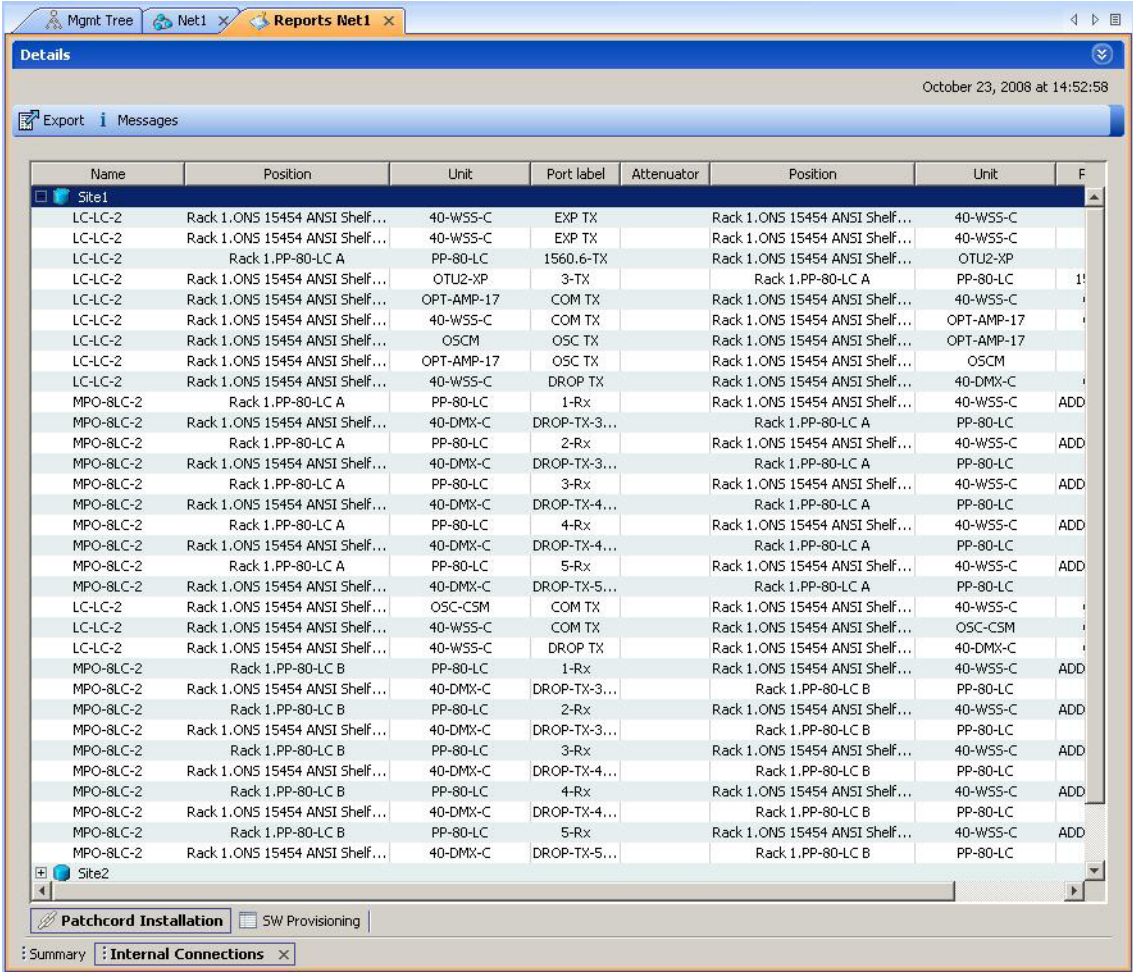 Mgmt Tree Net1 Reports Net1
Details
October 23, 2008 at 14:52:58
Export Messages
Name Position Unit Port label Attenuator Position Unit
Site1
LC-LC-2 Rack 1.ONS 15454 ANSI Shelf... 40-WSS-C EXP TX Rack 1.ONS 15454 ANSI Shelf... 40-WSS-C
LC-LC-2 Rack 1.ONS 15454 ANSI Shelf... 40-WSS-C EXP TX Rack 1.ONS 15454 ANSI Shelf... 40-WSS-C
LC-LC-2 Rack 1.PP-80-LC A PP-80-LC 1560.6-TX Rack 1.ONS 15454 ANSI Shelf... OTU2-XP
LC-LC-2 Rack 1.ONS 15454 ANSI Shelf... OTU2-XP 3-TX Rack 1.PP-80-LC A PP-80-LC
LC-LC-2 Rack 1.ONS 15454 ANSI Shelf... OPT-AMP-17 COM TX Rack 1.ONS 15454 ANSI Shelf... 40-WSS-C
LC-LC-2 Rack 1.ONS 15454 ANSI Shelf... 40-WSS-C COM TX Rack 1.ONS 15454 ANSI Shelf... OPT-AMP-17
LC-LC-2 Rack 1.ONS 15454 ANSI Shelf... OSCM OSC TX Rack 1.ONS 15454 ANSI Shelf... OPT-AMP-17
LC-LC-2 Rack 1.ONS 15454 ANSI Shelf... OPT-AMP-17 OSC TX Rack 1.ONS 15454 ANSI Shelf... OSCM
LC-LC-2 Rack 1.ONS 15454 ANSI Shelf... 40-WSS-C DROP TX Rack 1.ONS 15454 ANSI Shelf... 40-DMX-C
MPO-8LC-2 Rack 1.PP-80-LC A PP-80-LC 1-Rx Rack 1.ONS 15454 ANSI Shelf... 40-WSS-C ADD
MPO-8LC-2 Rack 1.ONS 15454 ANSI Shelf... 40-DMX-C DROP-TX-3... Rack 1.PP-80-LC A PP-80-LC
MPO-8LC-2 Rack 1.PP-80-LC A PP-80-LC 2-Rx Rack 1.ONS 15454 ANSI Shelf... 40-WSS-C ADD
MPO-8LC-2 Rack 1.ONS 15454 ANSI Shelf... 40-DMX-C DROP-TX-3... Rack 1.PP-80-LC A PP-80-LC
MPO-8LC-2 Rack 1.PP-80-LC A PP-80-LC 3-Rx Rack 1.ONS 15454 ANSI Shelf... 40-WSS-C ADD
MPO-8LC-2 Rack 1.ONS 15454 ANSI Shelf... 40-DMX-C DROP-TX-4... Rack 1.PP-80-LC A PP-80-LC
MPO-8LC-2 Rack 1.PP-80-LC A PP-80-LC 4-Rx Rack 1.ONS 15454 ANSI Shelf... 40-WSS-C ADD
MPO-8LC-2 Rack 1.ONS 15454 ANSI Shelf... 40-DMX-C DROP-TX-4... Rack 1.PP-80-LC A PP-80-LC
MPO-8LC-2 Rack 1.PP-80-LC A PP-80-LC 5-Rx Rack 1.ONS 15454 ANSI Shelf... 40-WSS-C ADD
MPO-8LC-2 Rack 1.ONS 15454 ANSI Shelf... 40-DMX-C DROP-TX-5... Rack 1.PP-80-LC A PP-80-LC
LC-LC-2 Rack 1.ONS 15454 ANSI Shelf... OSC-CSM COM TX Rack 1.ONS 15454 ANSI Shelf... 40-WSS-C
LC-LC-2 Rack 1.ONS 15454 ANSI Shelf... 40-WSS-C COM TX Rack 1.ONS 15454 ANSI Shelf... OSC-CSM
LC-LC-2 Rack 1.ONS 15454 ANSI Shelf... 40-WSS-C DROP TX Rack 1.ONS 15454 ANSI Shelf... 40-DMX-C
MPO-8LC-2 Rack 1.PP-80-LC B PP-80-LC 1-Rx Rack 1.ONS 15454 ANSI Shelf... 40-WSS-C ADD
MPO-8LC-2 Rack 1.ONS 15454 ANSI Shelf... 40-DMX-C DROP-TX-3... Rack 1.PP-80-LC B PP-80-LC
MPO-8LC-2 Rack 1.PP-80-LC B PP-80-LC 2-Rx Rack 1.ONS 15454 ANSI Shelf... 40-WSS-C ADD
MPO-8LC-2 Rack 1.ONS 15454 ANSI Shelf... 40-DMX-C DROP-TX-3... Rack 1.PP-80-LC B PP-80-LC
MPO-8LC-2 Rack 1.PP-80-LC B PP-80-LC 3-Rx Rack 1.ONS 15454 ANSI Shelf... 40-WSS-C ADD
MPO-8LC-2 Rack 1.ONS 15454 ANSI Shelf... 40-DMX-C DROP-TX-4... Rack 1.PP-80-LC B PP-80-LC
MPO-8LC-2 Rack 1.PP-80-LC B PP-80-LC 4-Rx Rack 1.ONS 15454 ANSI Shelf... 40-WSS-C ADD
MPO-8LC-2 Rack 1.ONS 15454 ANSI Shelf... 40-DMX-C DROP-TX-4... Rack 1.PP-80-LC B PP-80-LC
MPO-8LC-2 Rack 1.PP-80-LC B PP-80-LC 5-Rx Rack 1.ONS 15454 ANSI Shelf... 40-WSS-C ADD
MPO-8LC-2 Rack 1.ONS 15454 ANSI Shelf... 40-DMX-C DROP-TX-5... Rack 1.PP-80-LC B PP-80-LC
Site2
Patchcord Installation SW Provisioning
Summary Internal Connections